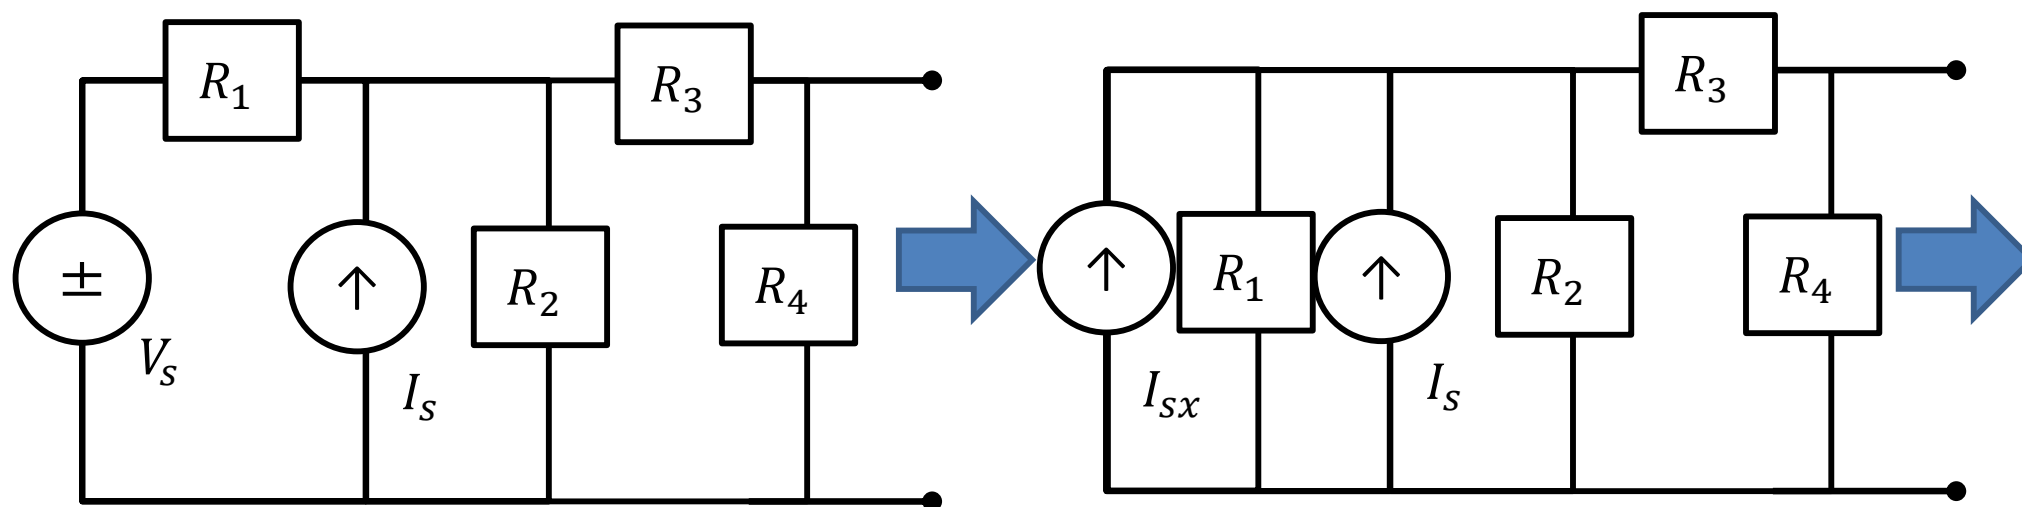 R₁
R₃
±
↑
R₂
R₄
Vₛ
Iₛ
R₃
↑
R₁
↑
R₂
R₄
Iₛₓ
Iₛ